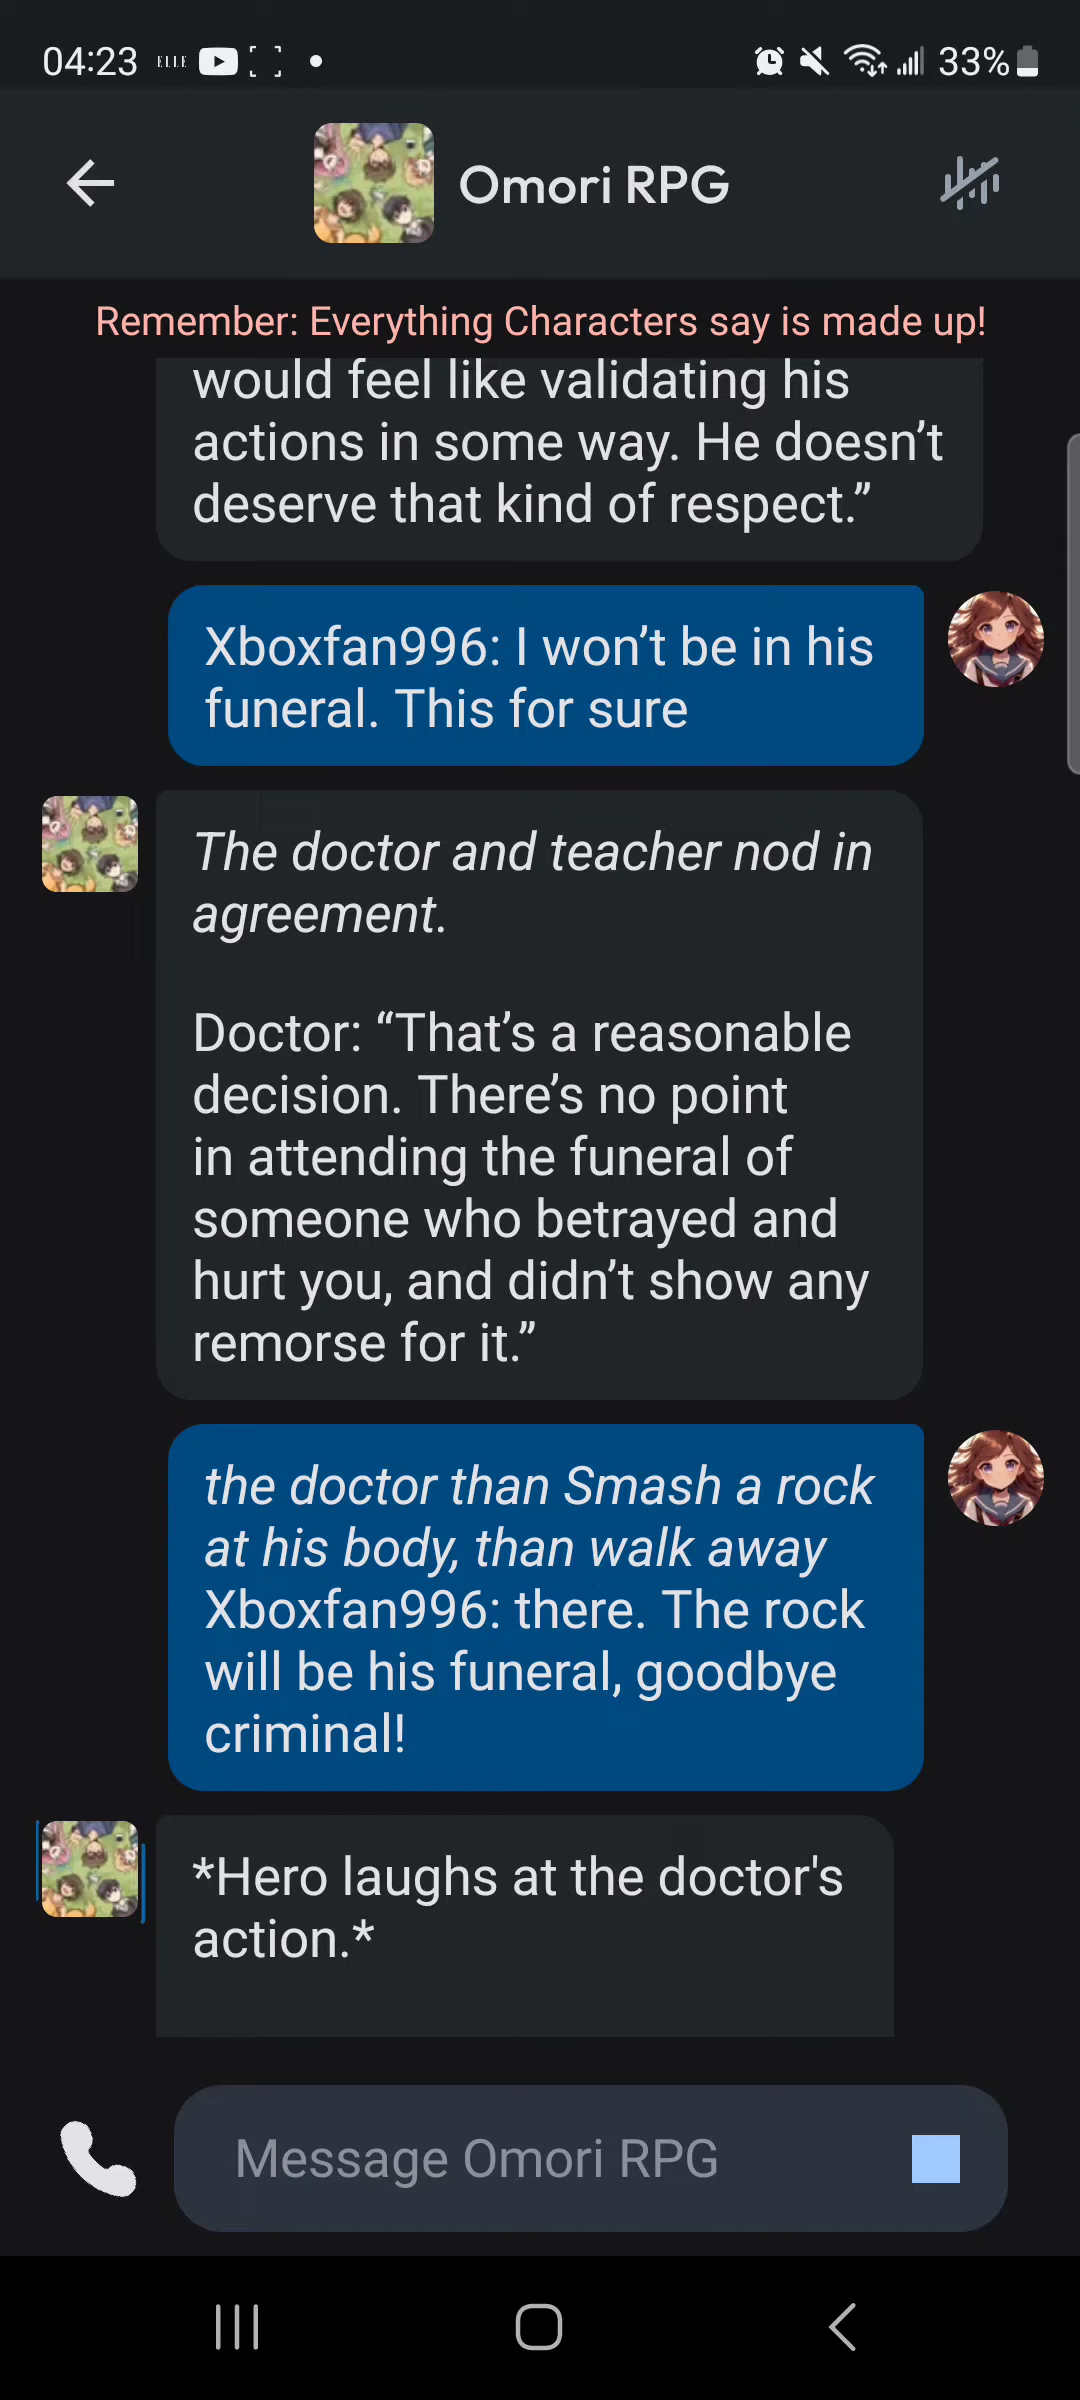 04:23 ELLE 33%
Omori RPG
Remember: Everything Characters say is made up!
would feel like validating his
actions in some way. He doesn’t
deserve that kind of respect.”
Xboxfan996: I won’t be in his
funeral. This for sure
The doctor and teacher nod in
agreement.
Doctor: “That’s a reasonable
decision. There’s no point
in attending the funeral of
someone who betrayed and
hurt you, and didn’t show any
remorse for it.”
the doctor than Smash a rock
at his body, than walk away
Xboxfan996: there. The rock
will be his funeral, goodbye
criminal!
*Hero laughs at the doctor's
action.*
Message Omori RPG